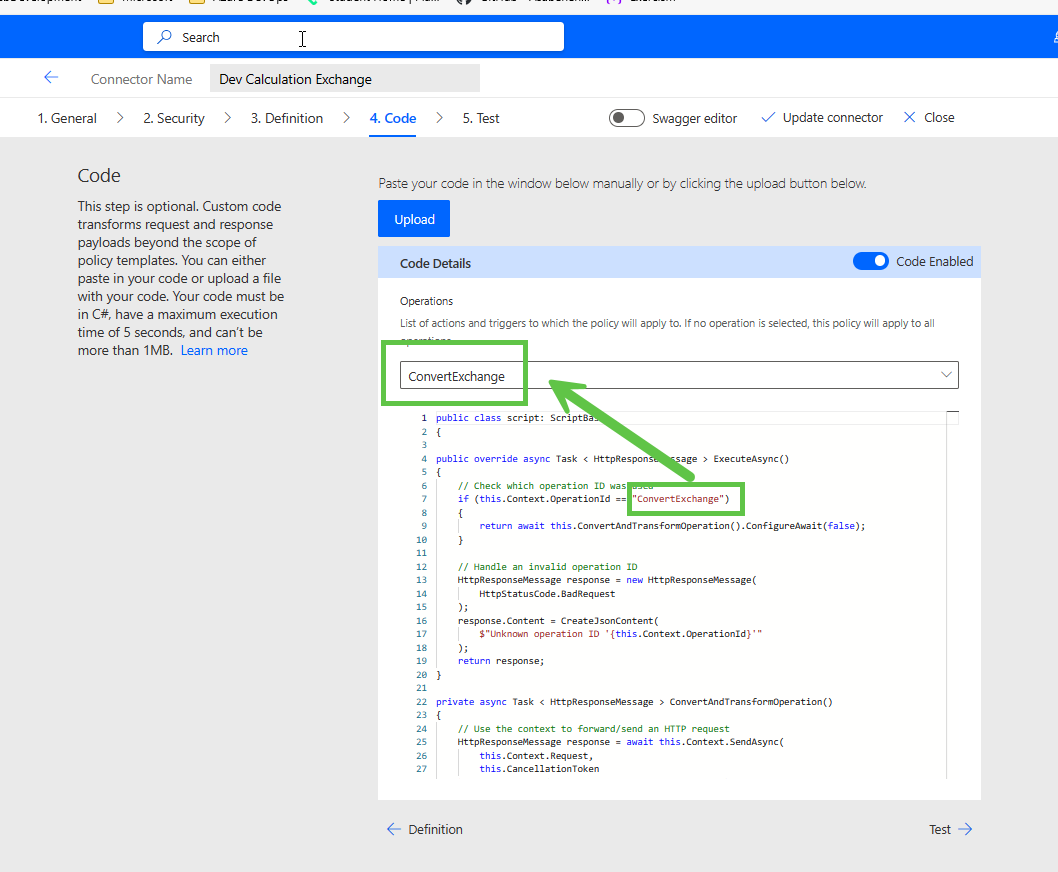 Search
Connector Name
Dev Calculation Exchange
1. General
2. Security
3. Definition
4. Code
5. Test
Swagger editor
Update connector
Close
Code
This step is optional. Custom code
transforms request and response
payloads beyond the scope of
policy templates. You can either
paste in your code or upload a file
with your code. Your code must be
in C#, have a maximum execution
time of 5 seconds, and can't be
more than 1MB. Learn more
Paste your code in the window below manually or by clicking the upload button below.
Upload
Code Details
Code Enabled
Operations
List of actions and triggers to which the policy will apply to. If no operation is selected, this policy will apply to all
operations.
ConvertExchange
1 public class script: ScriptBas
2 {
3
4 public override async Task < HttpResponseMessage > ExecuteAsync()
5 {
6 // Check which operation ID was used
7 if (this.Context.OperationId == "ConvertExchange")
8 {
9 return await this.ConvertAndTransformOperation().ConfigureAwait(false);
10 }
11
12 // Handle an invalid operation ID
13 HttpResponseMessage response = new HttpResponseMessage(
14 HttpStatusCode.BadRequest
15 );
16 response.Content = CreateJsonContent(
17 $"Unknown operation ID '{this.Context.OperationId}'"
18 );
19 return response;
20 }
21
22 private async Task < HttpResponseMessage > ConvertAndTransformOperation()
23 {
24 // Use the context to forward/send an HTTP request
25 HttpResponseMessage response = await this.Context.SendAsync(
26 this.Context.Request,
27 this.CancellationToken
Definition
Test